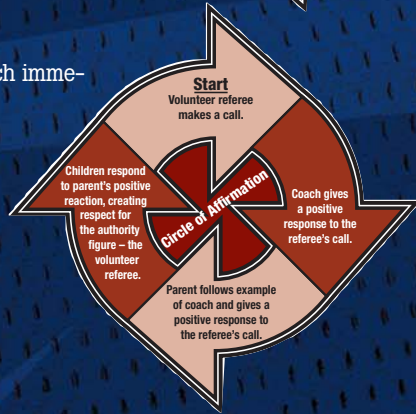 ch imme-
Start
Volunteer referee
makes a call.
Coach gives
a positive
response to the
referee's call.
Parent follows example
of coach and gives a
positive response to
the referee's call.
Children respond
to parent's positive
reaction, creating
respect for
the authority
figure – the
volunteer
referee.
Circle of Affirmation